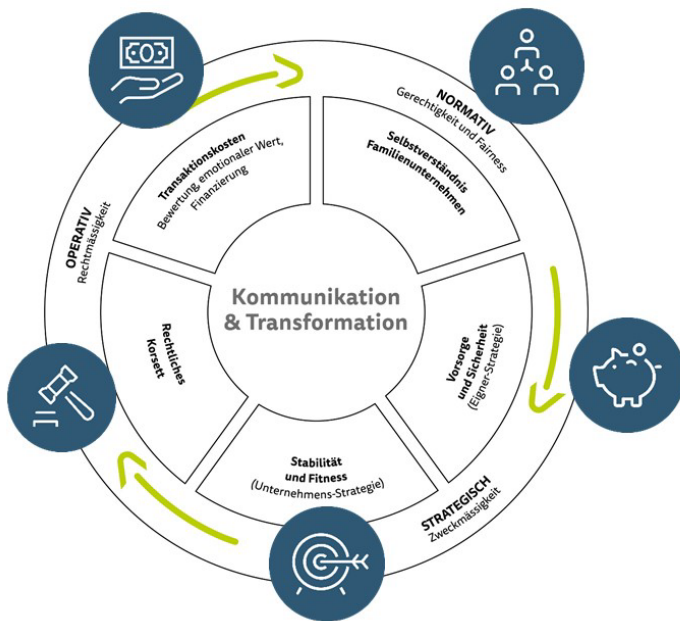 NORMATIV
Gerechtigkeit und Fairness
Selbstverständnis
Familienunternehmen
Vorsorge
und Sicherheit
(Eigner-Strategie)
STRATEGISCH
Zweckmässigkeit
Stabilität
und Fitness
(Unternehmens-Strategie)
Rechtliches
Korsett
OPERATIV
Rechtmässigkeit
Transaktionskosten
Bewertung, emotionaler Wert,
Finanzierung
Kommunikation
& Transformation